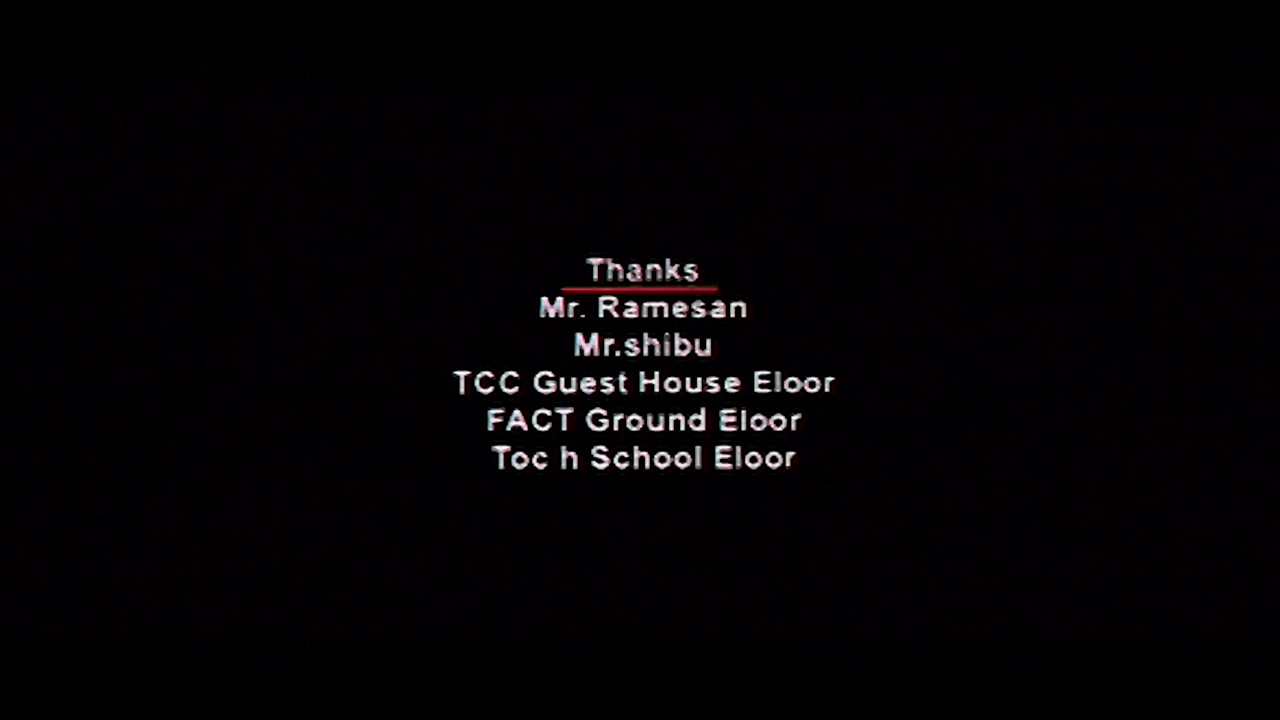 Thanks
Mr. Ramesan
Mr.shibu
TCC Guest House Eloor
FACT Ground Eloor
Toc h School Eloor